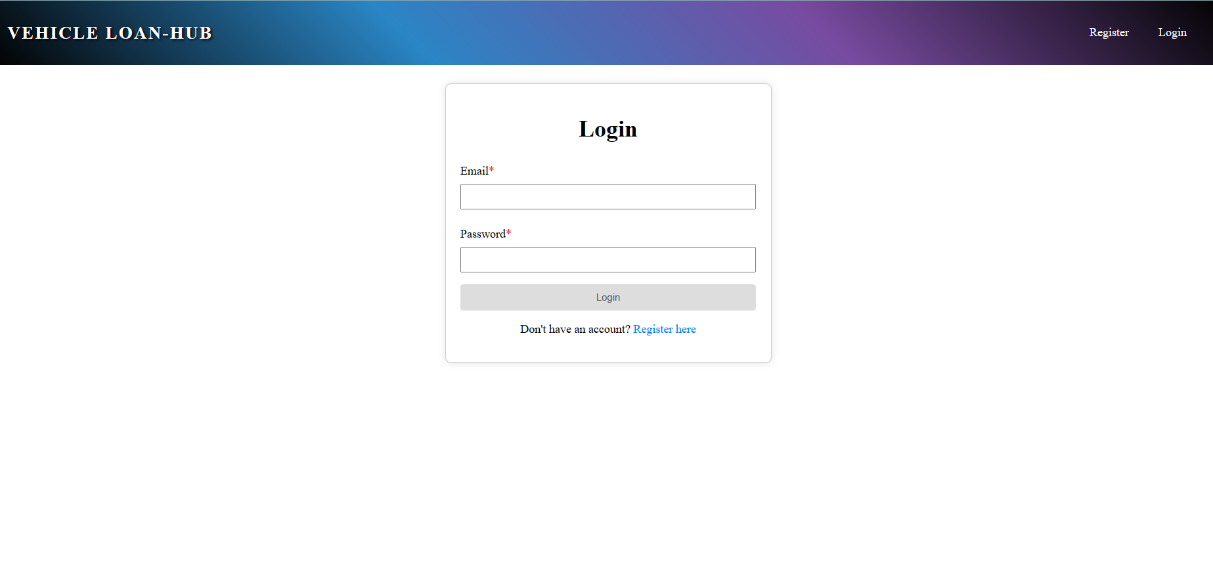 VEHICLE LOAN-HUB
Register
Login
Login
Email*
Password*
Login
Don't have an account? Register here